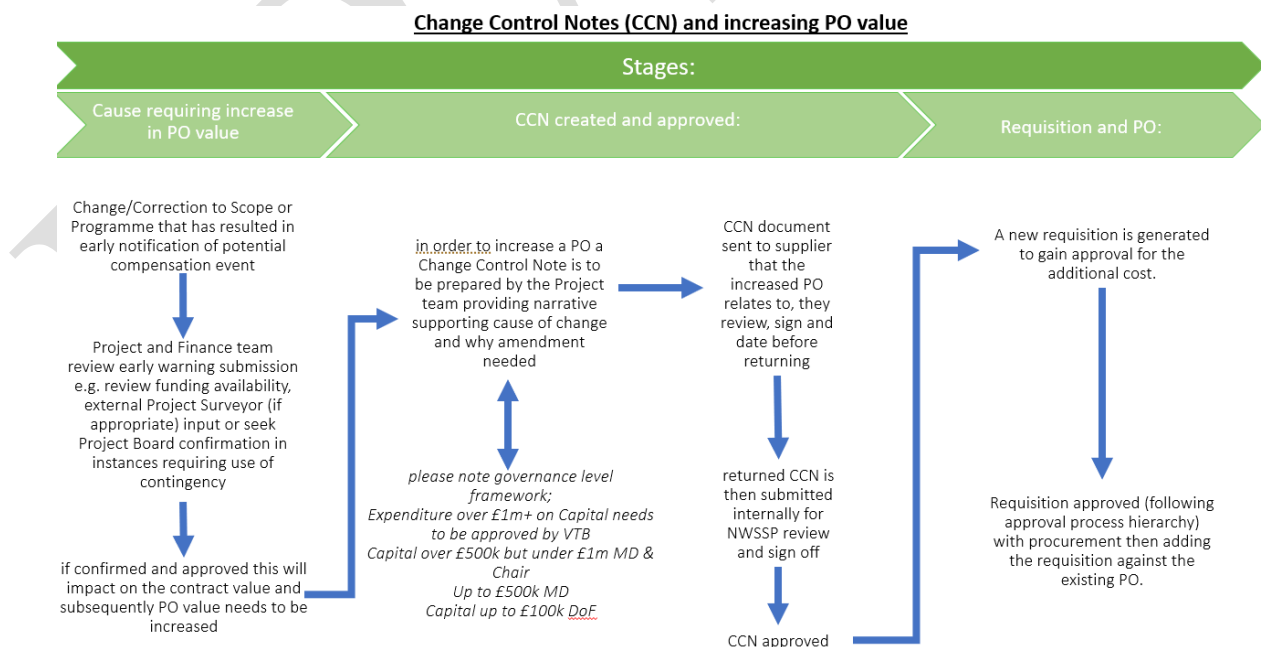 Change Control Notes (CCN) and increasing PO value
Stages:
Cause requiring increase
in PO value
CCN created and approved:
Requisition and PO:
Change/Correction to Scope or
Programme that has resulted in
early notification of potential
compensation event
Project and Finance team
review early warning submission
e.g. review funding availability,
external Project Surveyor (if
appropriate) input or seek
Project Board confirmation in
instances requiring use of
contingency
if confirmed and approved this will
impact on the contract value and
subsequently PO value needs to be
increased
in order to increase a PO a
Change Control Note is to
be prepared by the Project
team providing narrative
supporting cause of change
and why amendment
needed
please note governance level
framework;
Expenditure over £1m+ on Capital needs
to be approved by VTB
Capital over £500k but under £1m MD &
Chair
Up to £500k MD
Capital up to £100k DoF
CCN document
sent to supplier
that the
increased PO
relates to, they
review, sign and
date before
returning
returned CCN is
then submitted
internally for
NWSSP review
and sign off
CCN approved
A new requisition is generated
to gain approval for the
additional cost.
Requisition approved (following
approval process hierarchy)
with procurement then adding
the requisition against the
existing PO.